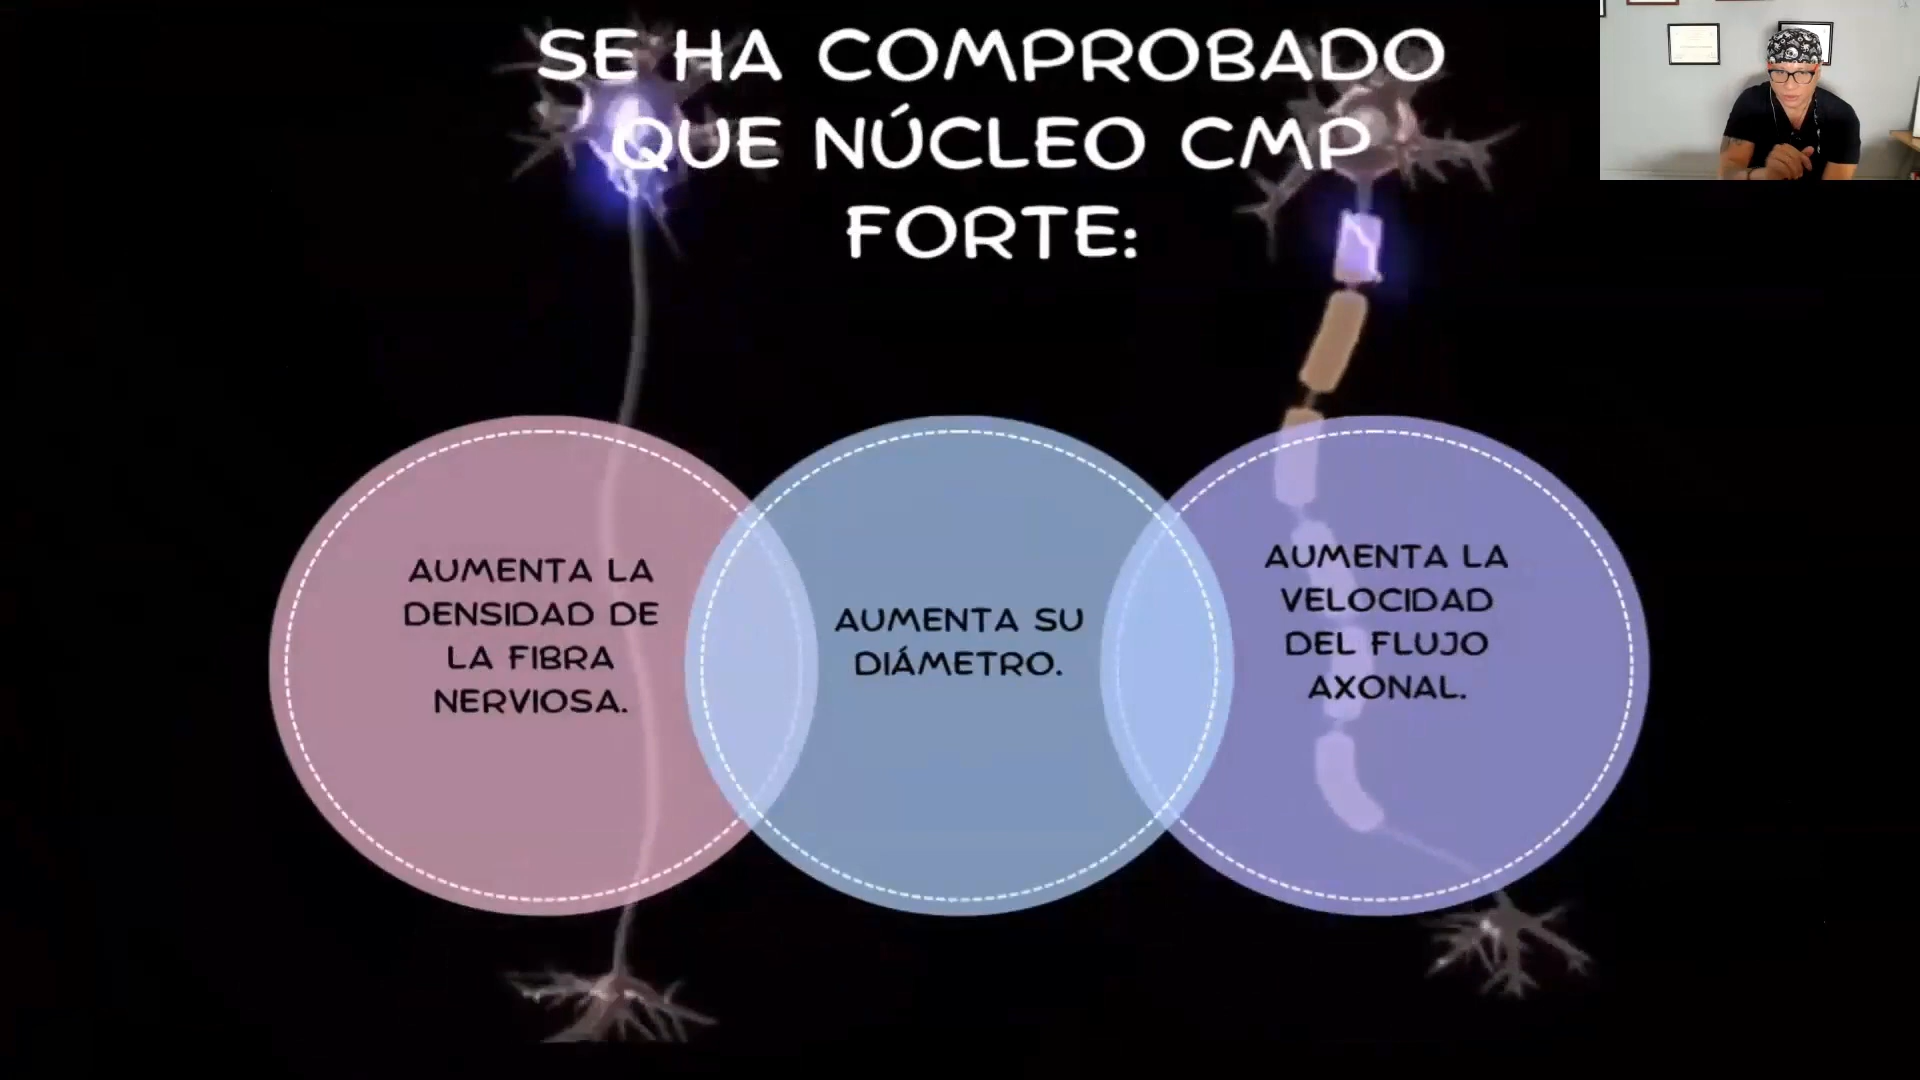 SE HA COMPROBADO
QUE NÚCLEO CMP
FORTE:
AUMENTA LA
DENSIDAD DE
LA FIBRA
NERVIOSA.
AUMENTA SU
DIÁMETRO.
AUMENTA LA
VELOCIDAD
DEL FLUJO
AXONAL.